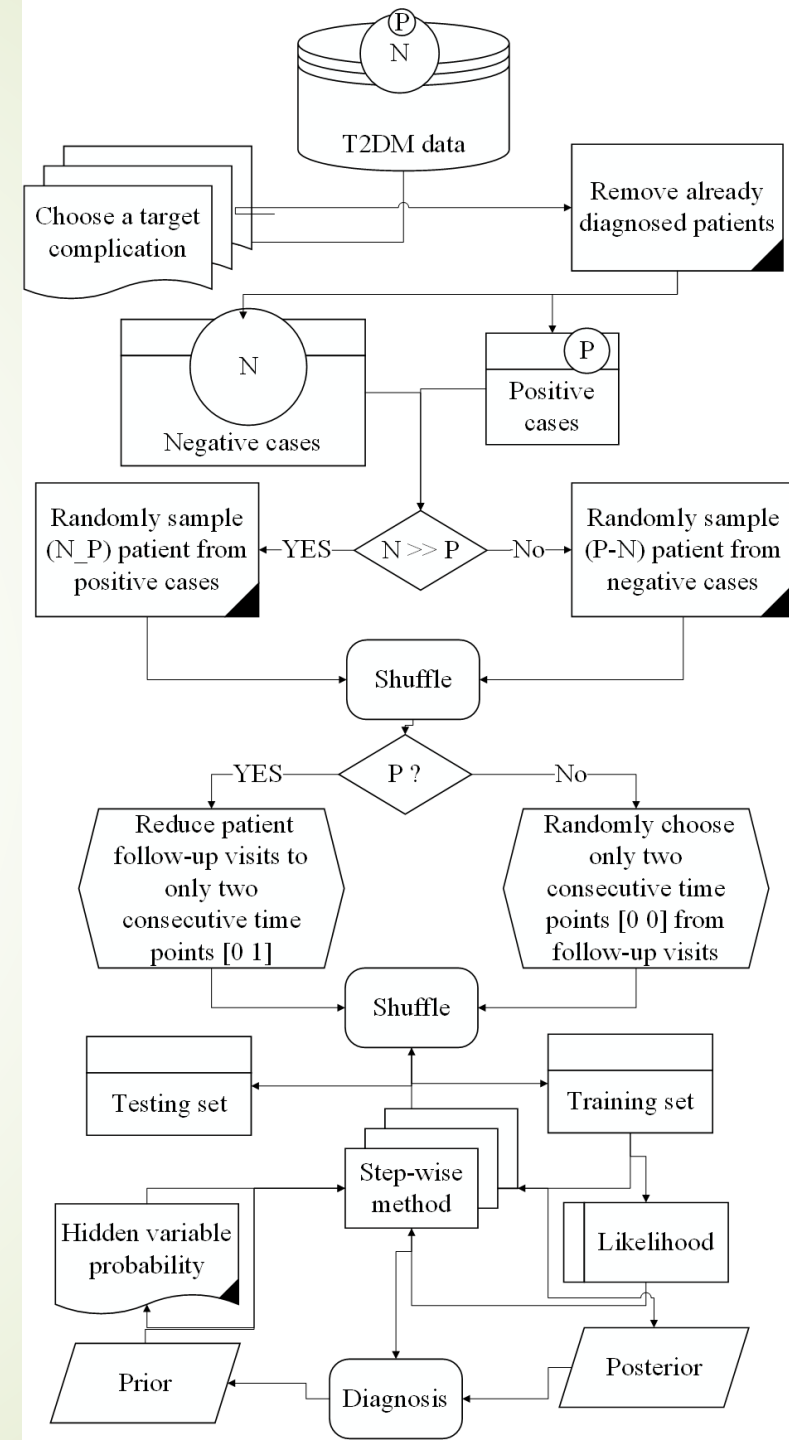 P
N
T2DM data
Choose a target
complication
Remove already
diagnosed patients
N
Negative cases
P
Positive
cases
Randomly sample
(N_P) patient from
positive cases
YES
N >> P
No
Randomly sample
(P-N) patient from
negative cases
Shuffle
YES
P ?
No
Reduce patient
follow-up visits to
only two
consecutive time
points [0 1]
Randomly choose
only two
consecutive time
points [0 0] from
follow-up visits
Shuffle
Testing set
Training set
Step-wise
method
Hidden variable
probability
Likelihood
Prior
Diagnosis
Posterior